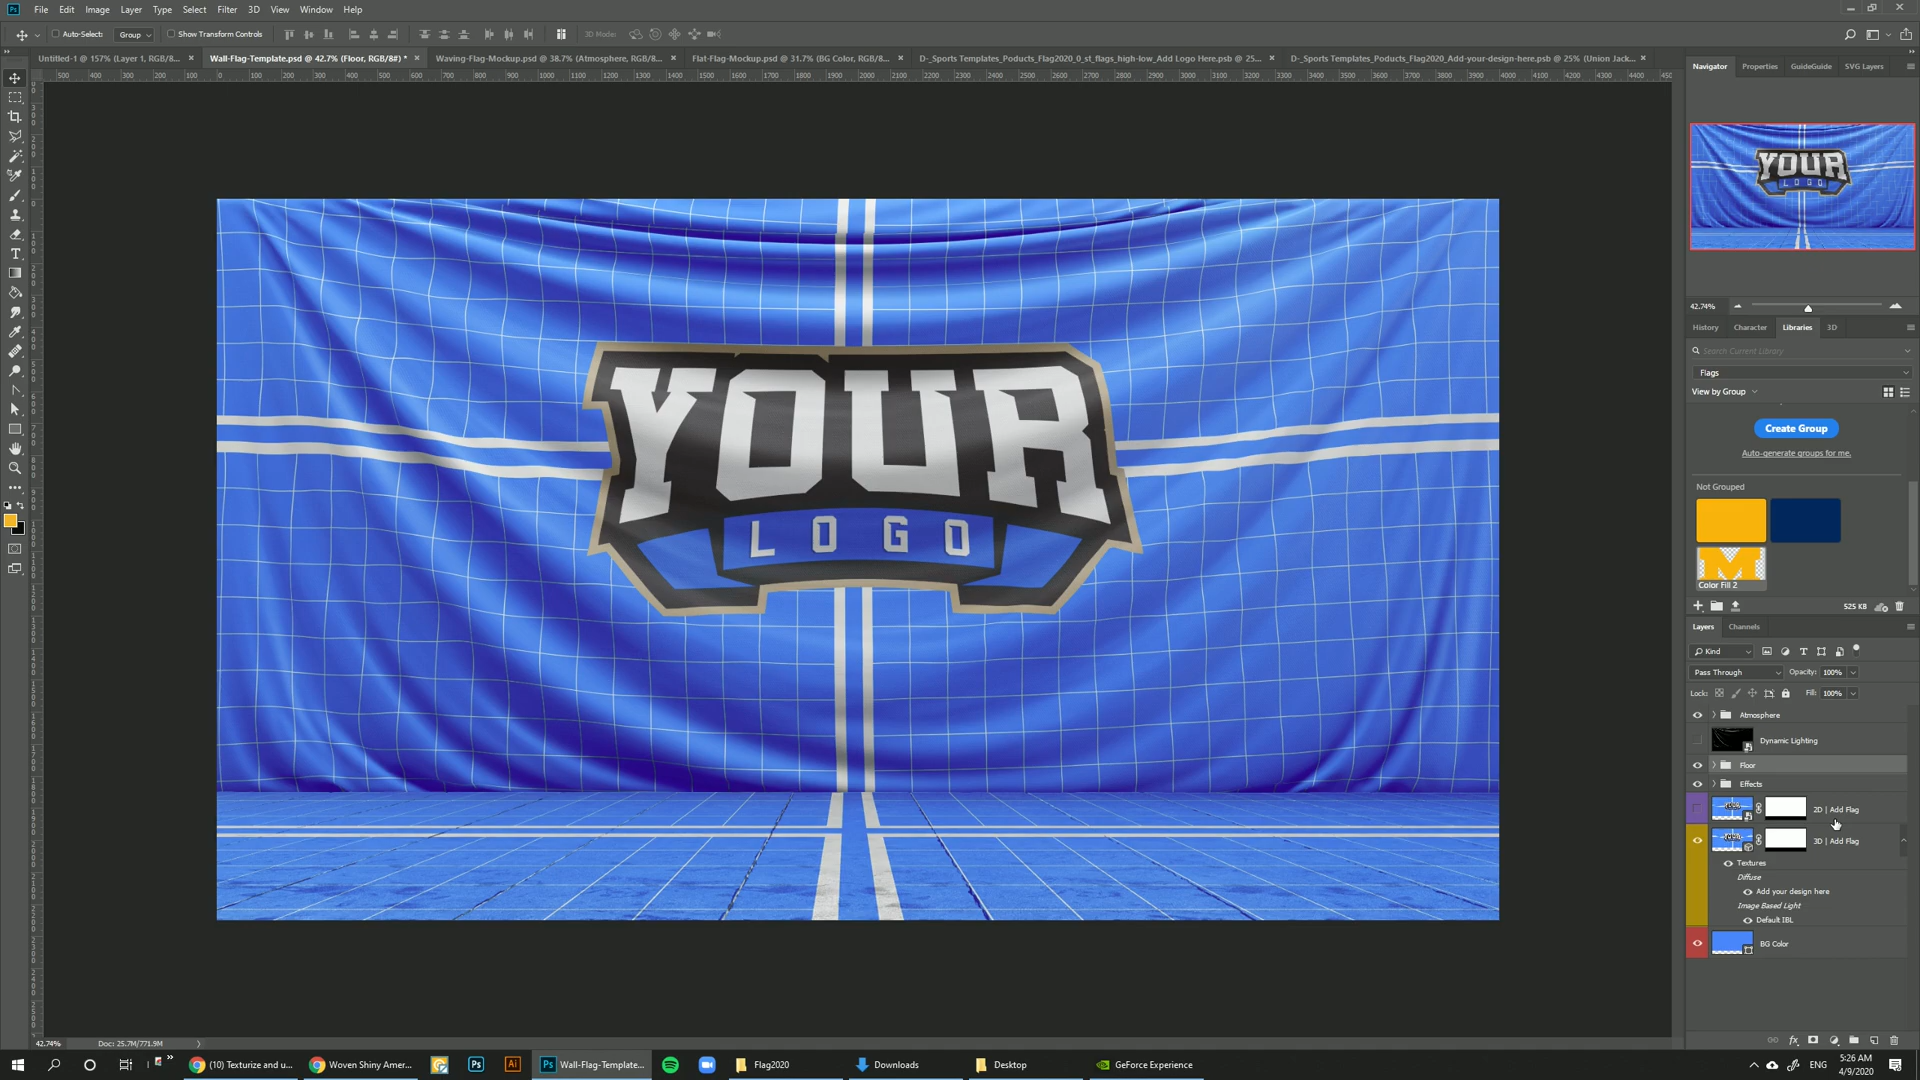 File Edit Image Layer Type Select Filter 3D View Window Help
Auto-Select: Group Show Transform Controls 3D Mode:
Untitled-1 @ 157% (Layer 1, RGB/8... Wall-Flag-Template.psd @ 42.7% (Floor, RGB/8#) * Waving-Flag-Mockup.psd @ 38.7% (Atmosphere, RGB/8... Flat-Flag-Mockup.psd @ 31.7% (BG Color, RGB/8... D-_Sports Templates_Poducts_Flag2020_0_st_flags_high-low_Add Logo Here.psb @ 25... D-_Sports Templates_Poducts_Flag2020_Add-your-design-here.psb @ 25% (Union Jack...
Navigator Properties GuideGuide SVG Layers
YOUR
LOGO
42.74%
History Character Libraries 3D
Search Current Library
Flags
View by Group
Create Group
Auto-generate groups for me.
Not Grouped
Color Fill 2
525 KB
Layers Channels
Kind
Pass Through Opacity: 100%
Lock: Fill: 100%
Atmosphere
Dynamic Lighting
Floor
Effects
2D | Add Flag
3D | Add Flag
Textures
Diffuse
Add your design here
Image Based Light
Default IBL
BG Color
YOUR
LOGO
42.74% Doc: 25.7M/771.9M
(10) Texturize and u... Woven Shiny Amer... Wall-Flag-Template... Flag2020 Downloads Desktop GeForce Experience ENG 5:26 AM
4/9/2020